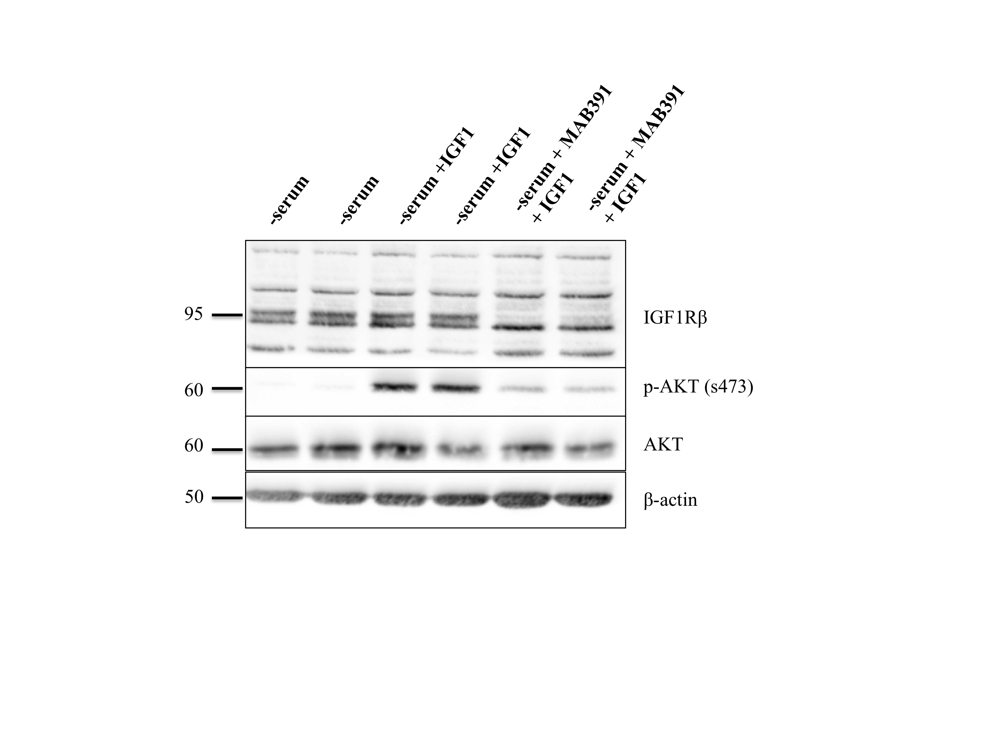 -serum
-serum
-serum +IGF1
-serum +IGF1
-serum + MAB391
+ IGF1
-serum + MAB391
+ IGF1
95
IGF1Rβ
60
p-AKT (s473)
60
AKT
50
β-actin